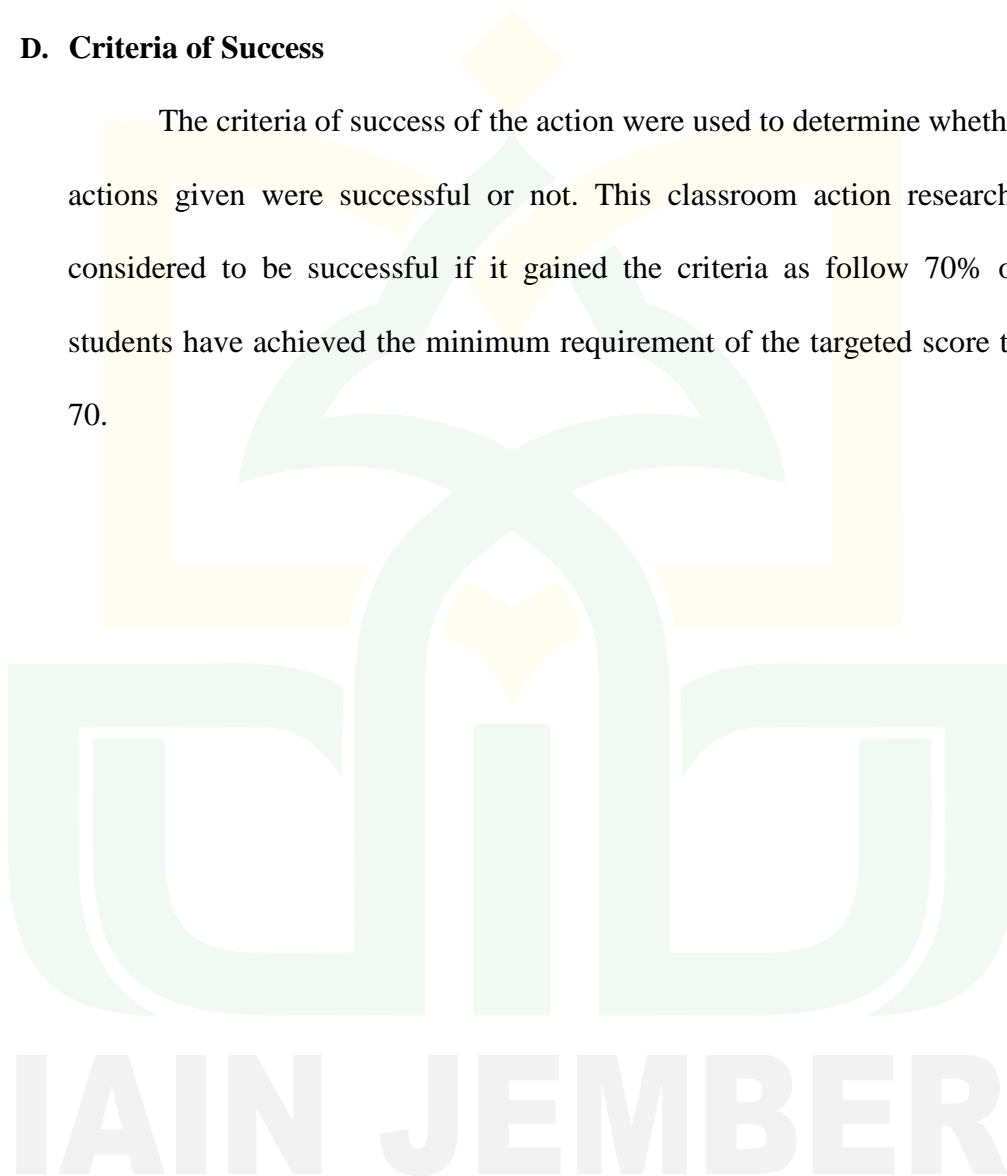 D. Criteria of Success
The criteria of success of the action were used to determine
actions given were successful or not. This classroom action research
considered to be successful if it gained the criteria as follow 70%
students have achieved the minimum requirement of the targeted score
70.
IAIN JEMBER